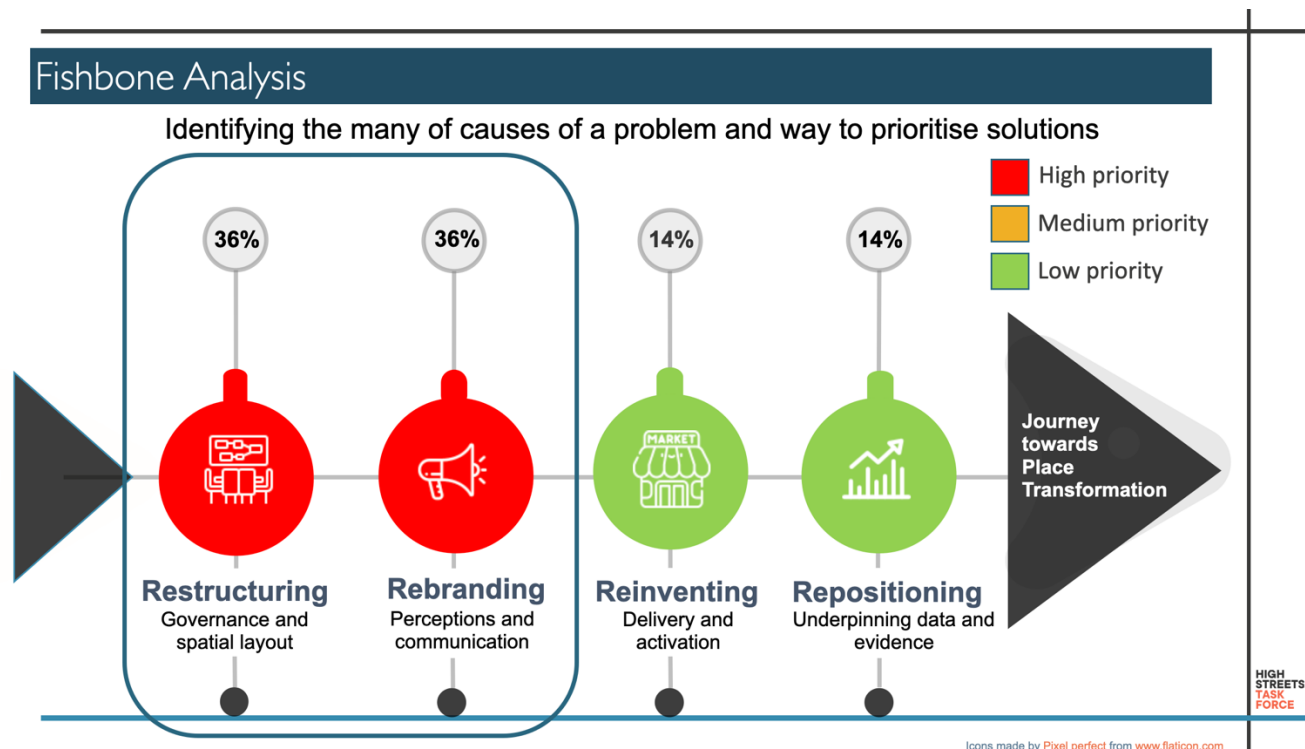 Fishbone Analysis
Identifying the many of causes of a problem and way to prioritise solutions
High priority
Medium priority
Low priority
36%
36%
14%
14%
MARKET
Journey
towards
Place
Transformation
Restructuring
Governance and
spatial layout
Rebranding
Perceptions and
communication
Reinventing
Delivery and
activation
Repositioning
Underpinning data and
evidence
HIGH
STREETS
TASK
FORCE
Icons made by Pixel perfect from www.flaticon.com